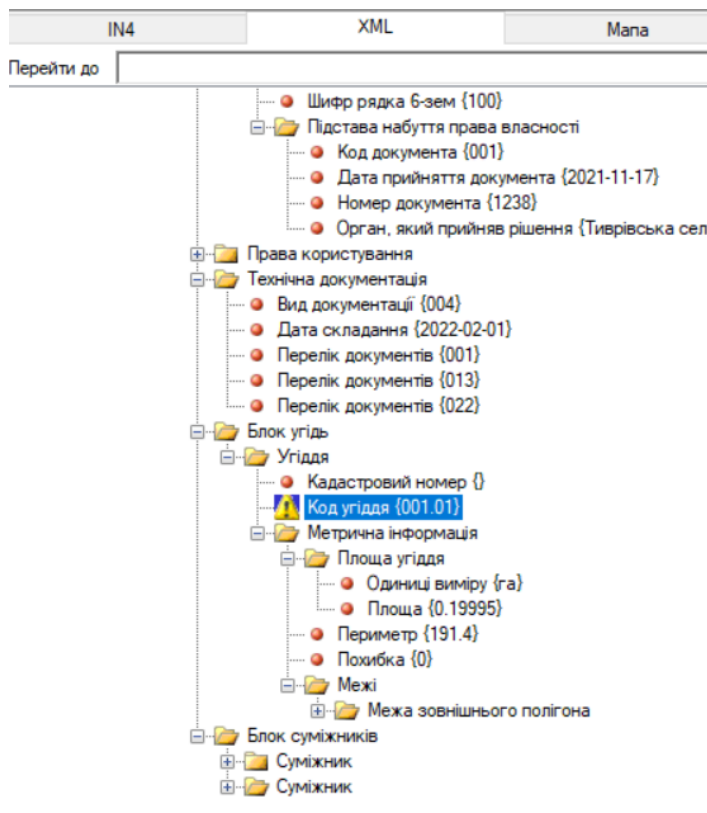 IN4 XML Мапа
Перейти до
Шифр рядка 6-зем {100}
Підстава набуття права власності
Код документа {001}
Дата прийняття документа {2021-11-17}
Номер документа {1238}
Орган, який прийняв рішення {Тиврівська сел
Права користування
Технічна документація
Вид документації {004}
Дата складання {2022-02-01}
Перелік документів {001}
Перелік документів {013}
Перелік документів {022}
Блок угідь
Угіддя
Кадастровий номер {}
Код угіддя {001.01}
Метрична інформація
Площа угіддя
Одиниці виміру {га}
Площа {0.19995}
Периметр {191.4}
Похибка {0}
Межі
Межа зовнішнього полігона
Блок суміжників
Суміжник
Суміжник